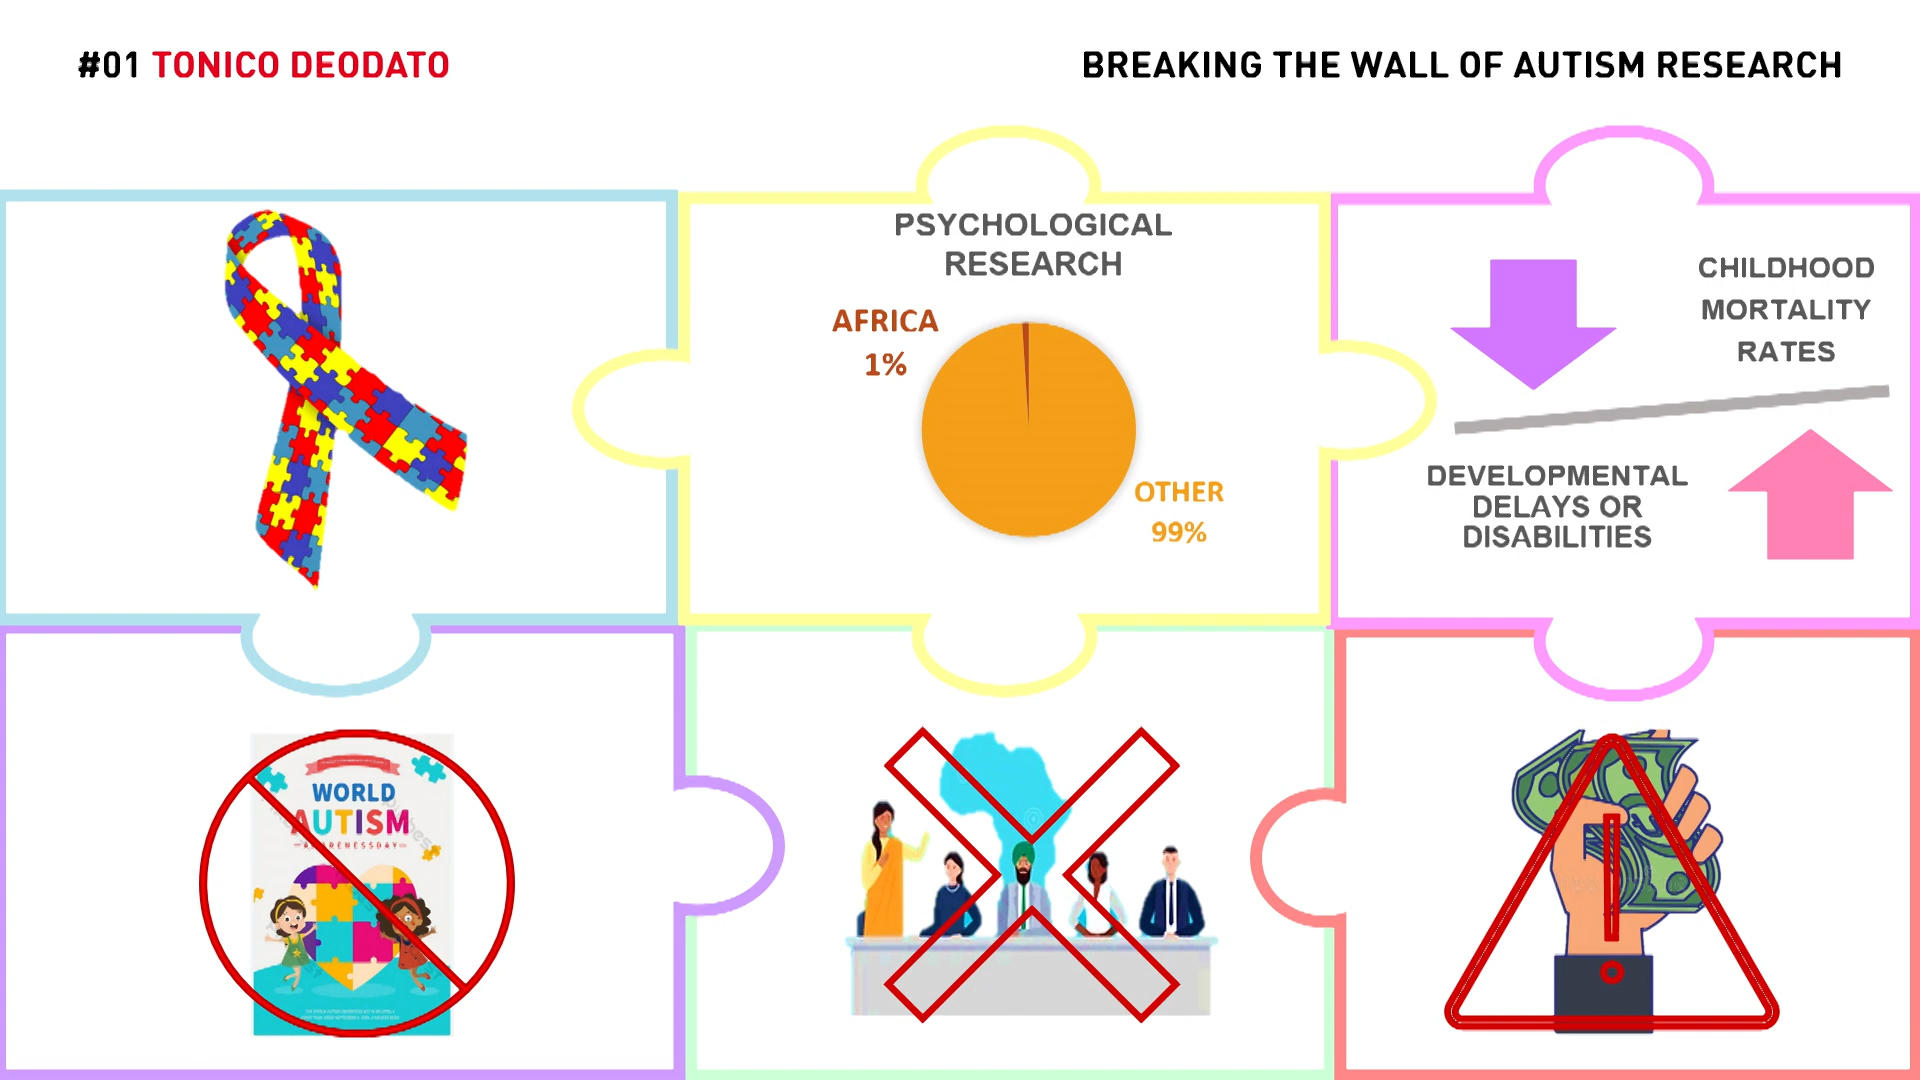 #01 TONICO DEODATO
BREAKING THE WALL OF AUTISM RESEARCH
PSYCHOLOGICAL
RESEARCH
AFRICA
1%
OTHER
99%
CHILDHOOD
MORTALITY
RATES
DEVELOPMENTAL
DELAYS OR
DISABILITIES
WORLD
AUTISM